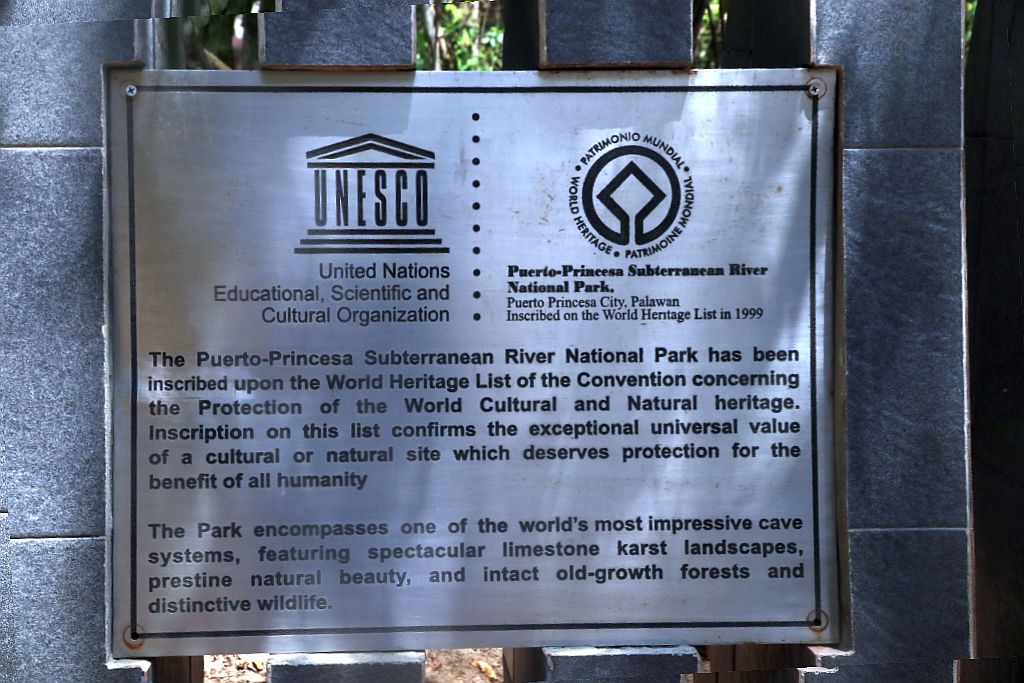 UNESCO
United Nations
Educational, Scientific and
Cultural Organization
PATRIMONIO MUNDIAL • WORLD HERITAGE • PATRIMOINE MONDIAL •
Puerto-Princesa Subterranean River
National Park,
Puerto Princesa City, Palawan
Inscribed on the World Heritage List in 1999
The Puerto-Princesa Subterranean River National Park has been
inscribed upon the World Heritage List of the Convention concerning
the Protection of the World Cultural and Natural heritage.
Inscription on this list confirms the exceptional universal value
of a cultural or natural site which deserves protection for the
benefit of all humanity
The Park encompasses one of the world's most impressive cave
systems, featuring spectacular limestone karst landscapes,
prestine natural beauty, and intact old-growth forests and
distinctive wildlife.